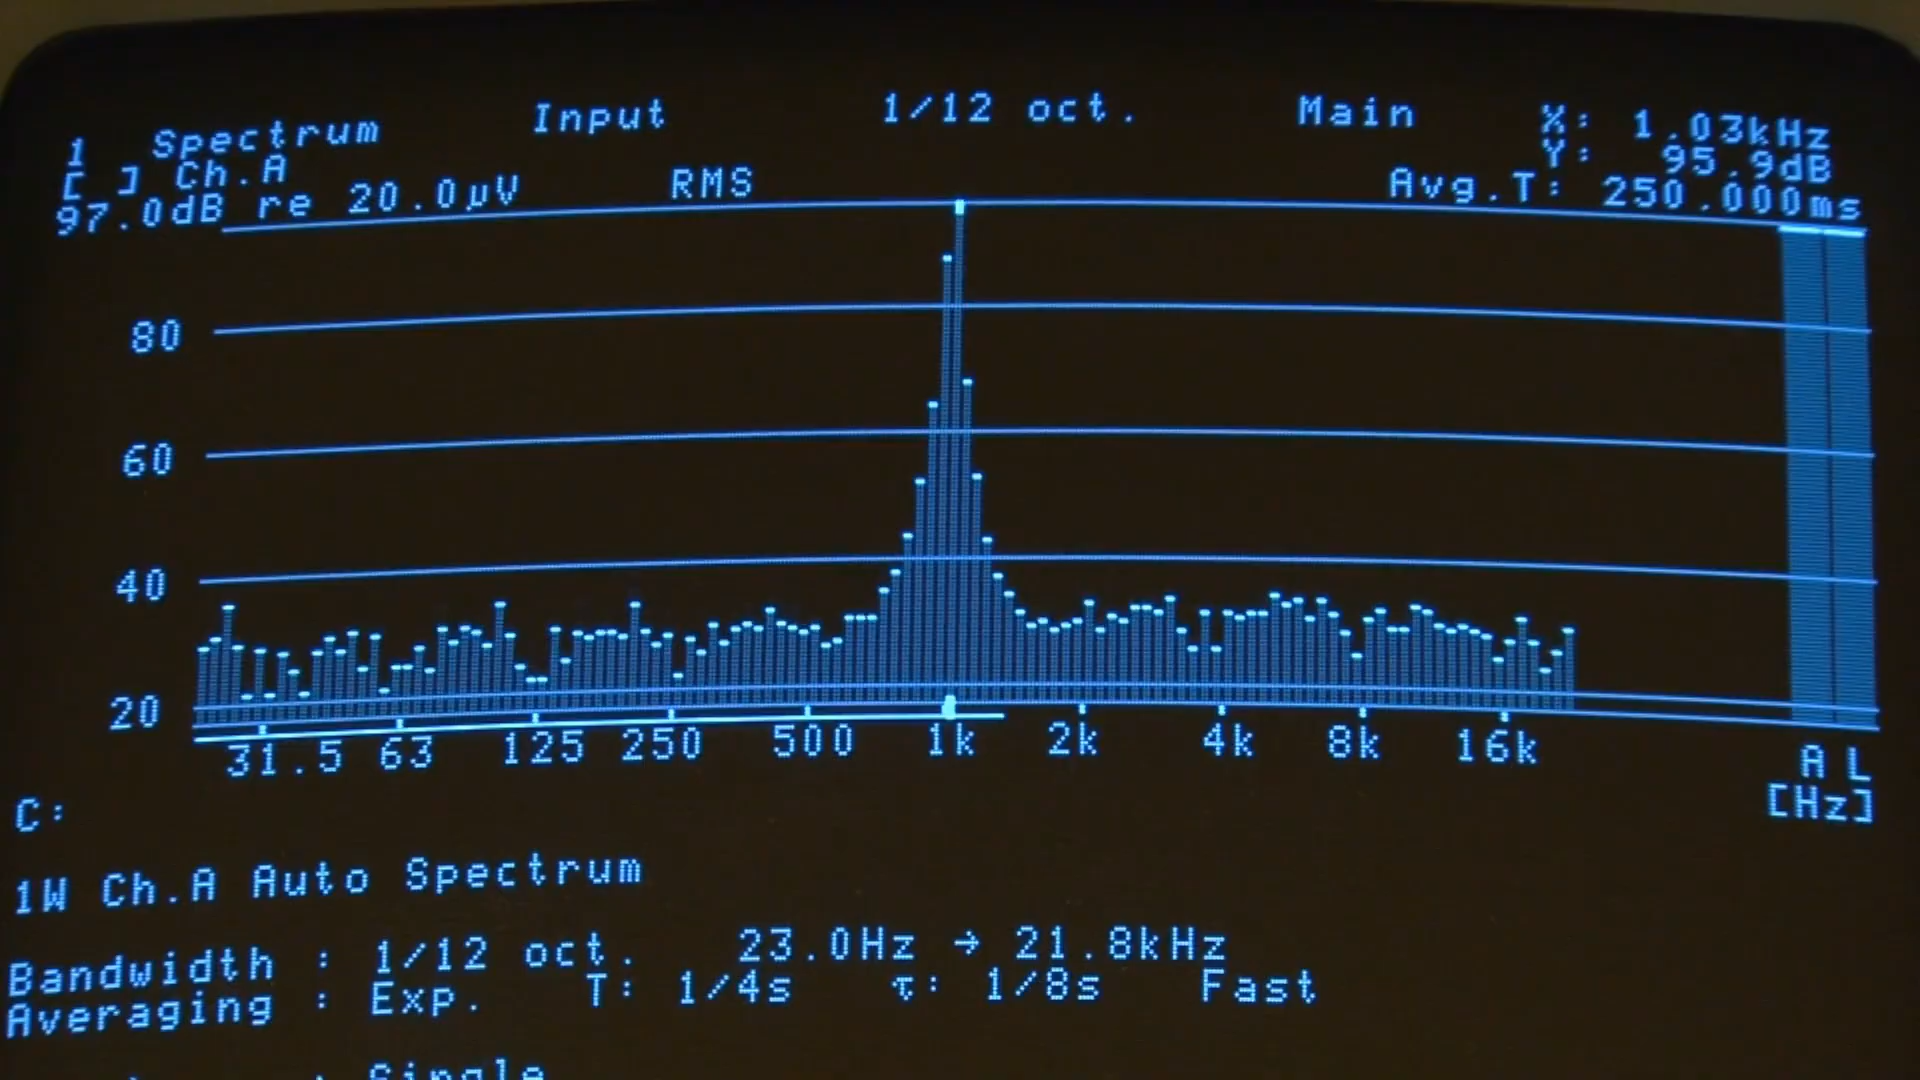 1 Spectrum Input 1/12 oct. Main X: 1.03kHz
[ ] Ch.A Y: 95.9dB
97.0dB re 20.0µV RMS Avg.T: 250.000ms
80
60
40
20
31.5 63 125 250 500 1k 2k 4k 8k 16k A L
[Hz]
C:
1W Ch.A Auto Spectrum
Bandwidth : 1/12 oct. 23.0Hz → 21.8kHz
Averaging : Exp. T: 1/4s τ: 1/8s Fast
: Single